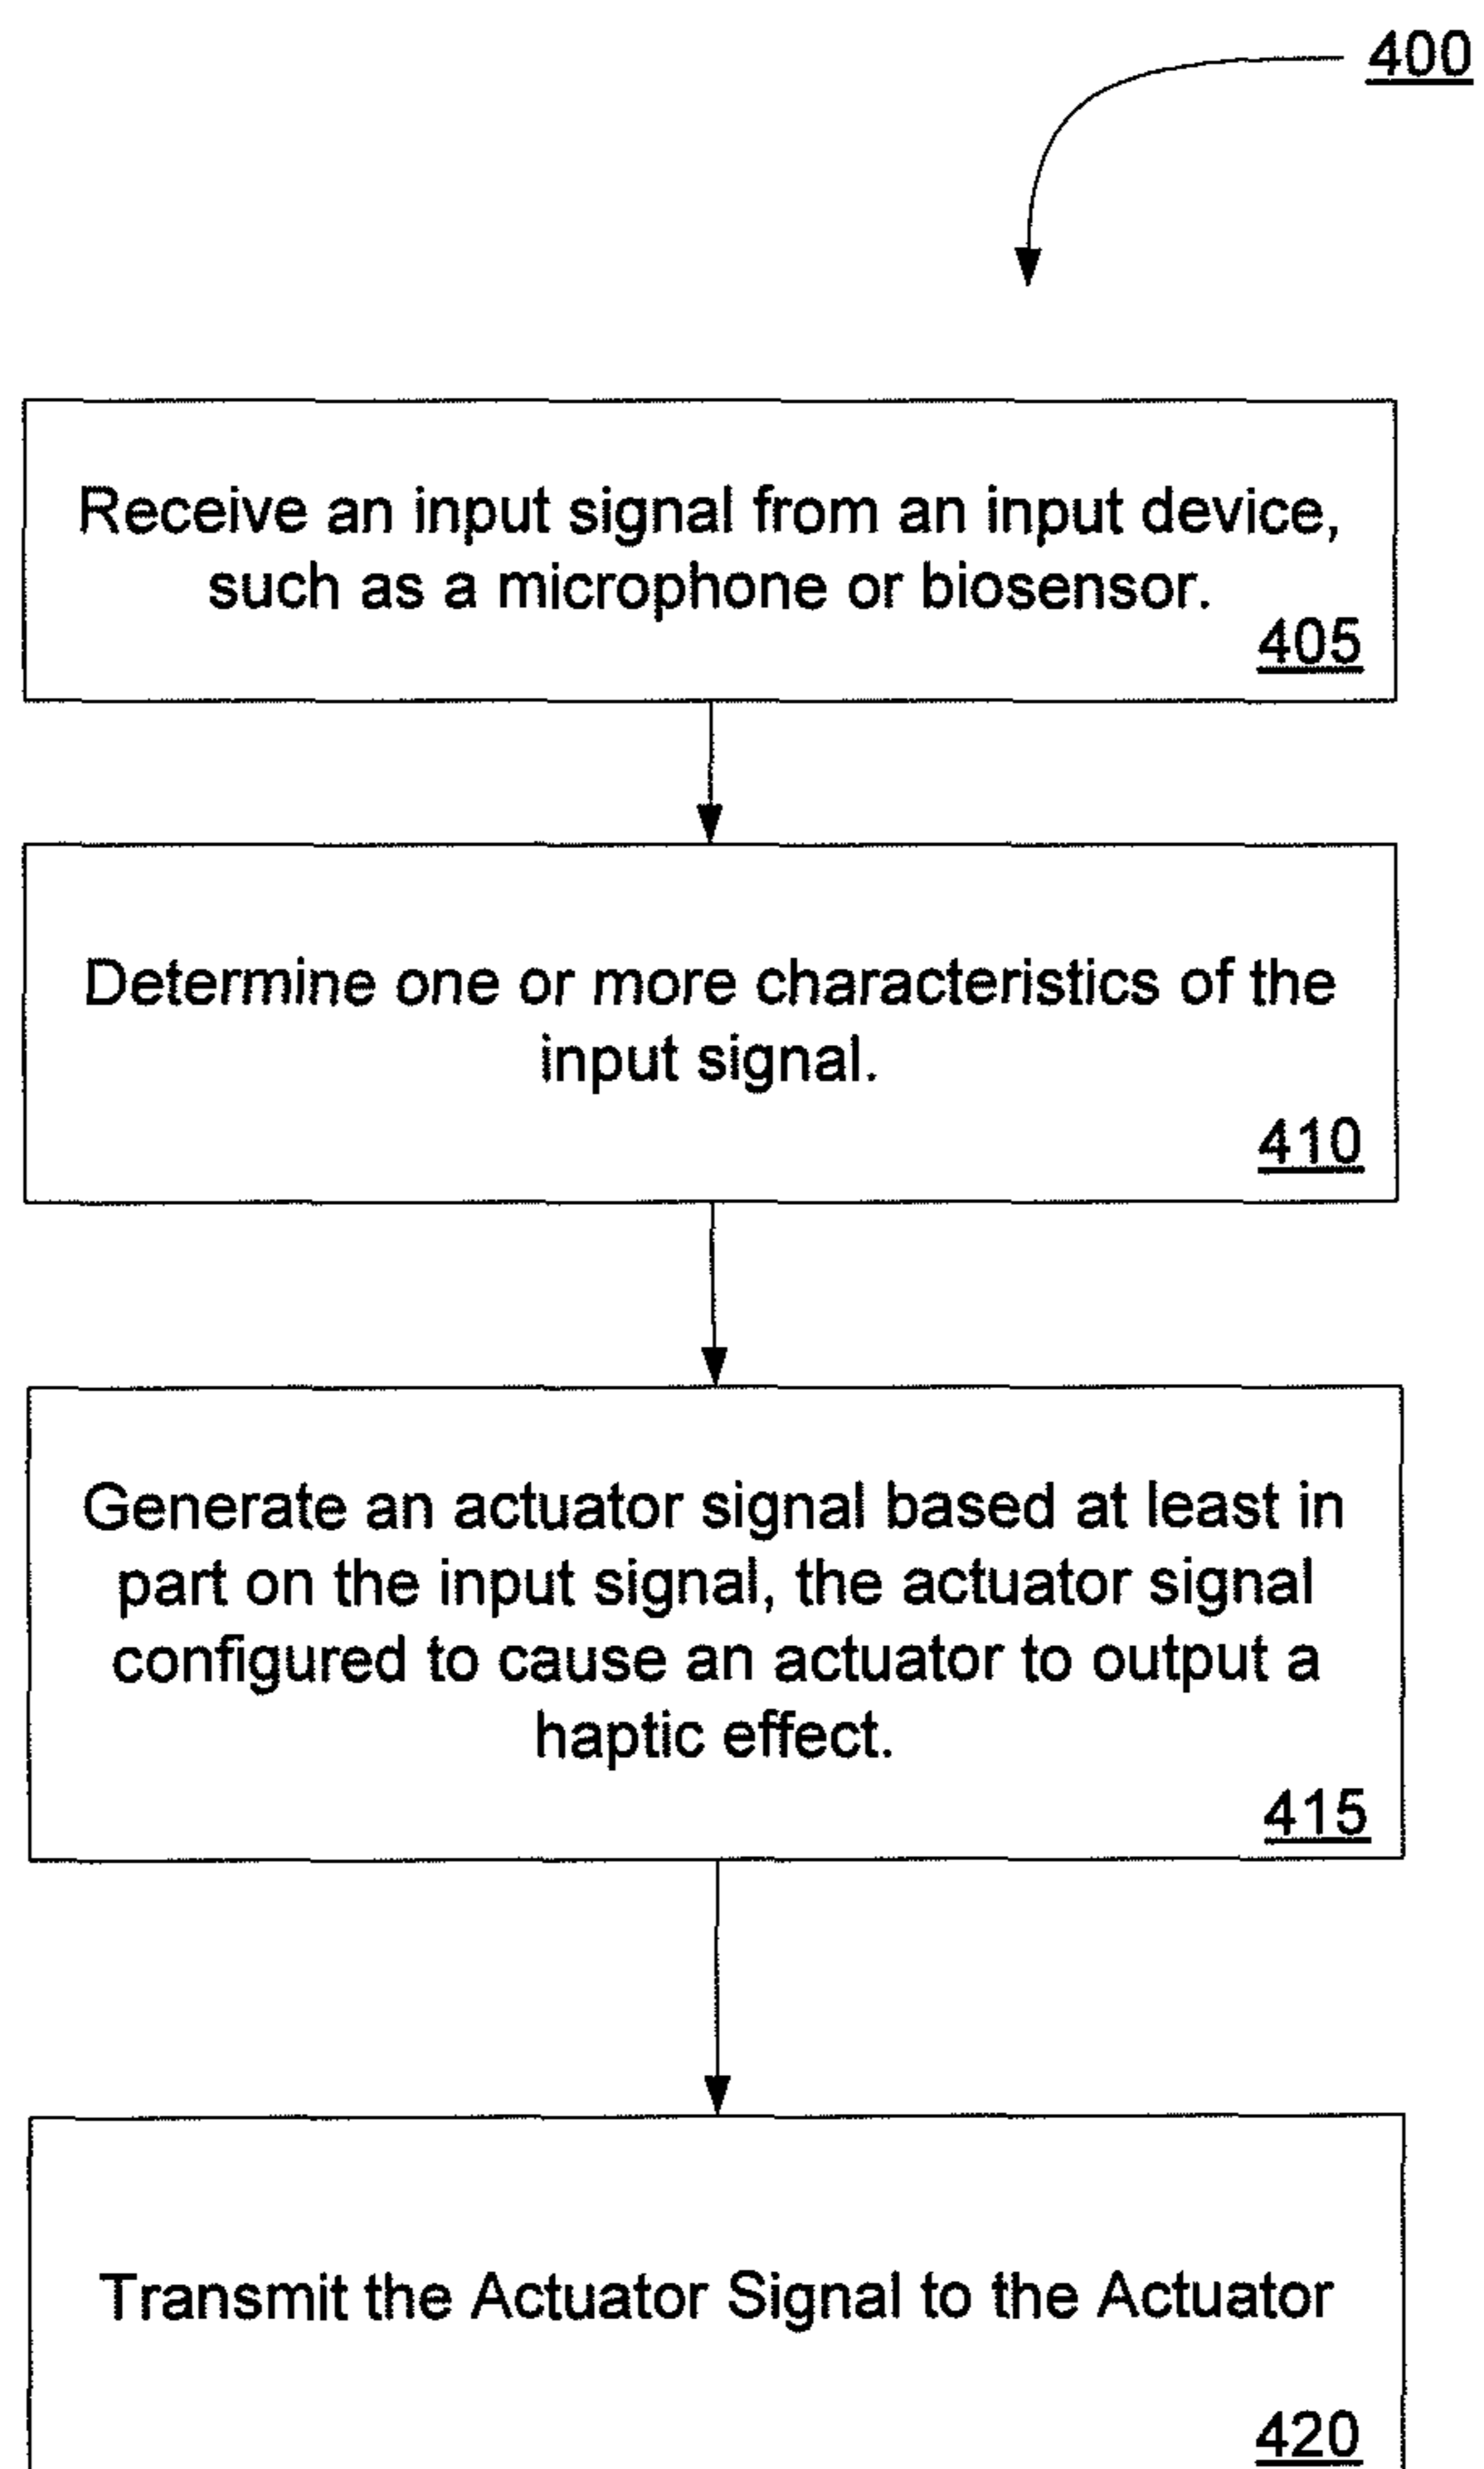 400
Receive an input signal from an input device,
such as a microphone or biosensor.
405
Determine one or more characteristics of the
input signal.
410
Generate an actuator signal based at least in
part on the input signal, the actuator signal
configured to cause an actuator to output a
haptic effect.
415
Transmit the Actuator Signal to the Actuator
420